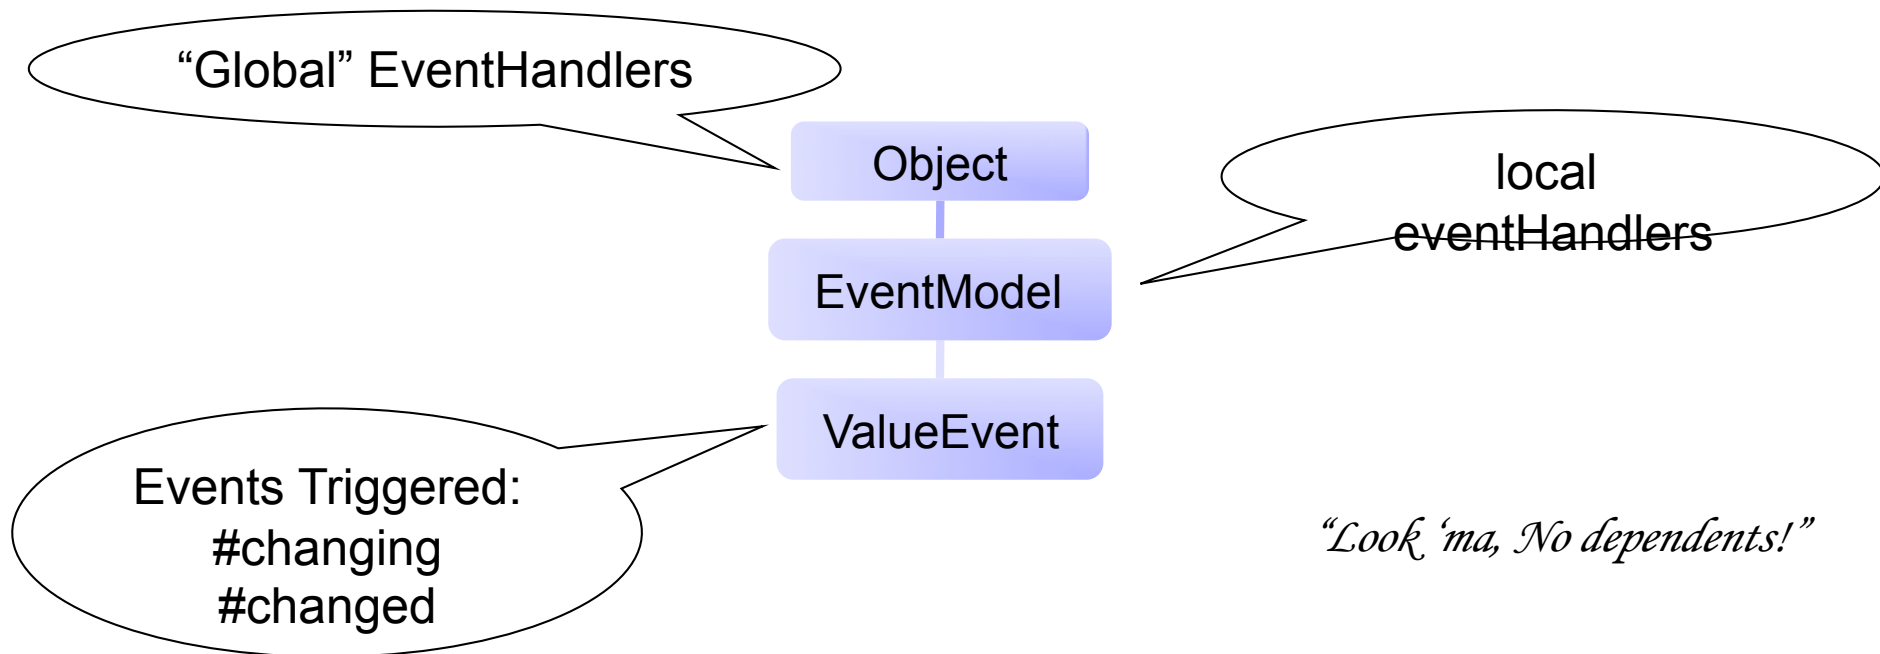 “Global” EventHandlers
Object
local
eventHandlers
EventModel
ValueEvent
Events Triggered:
#changing
#changed
“Look ‘ma, No dependents!”